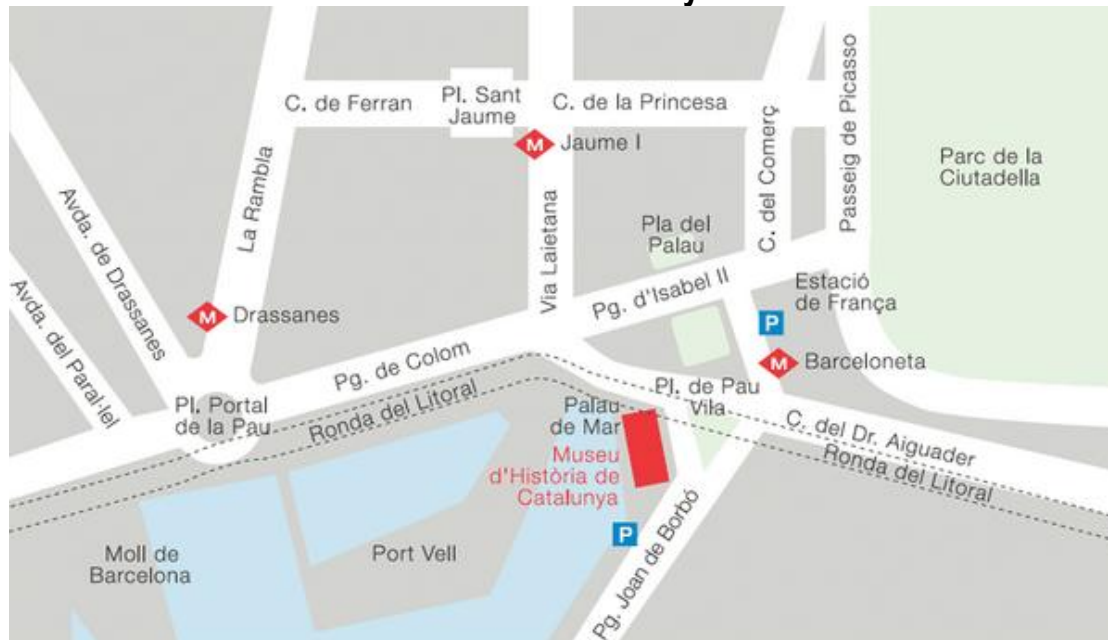 y
C. de Ferran
Pl. Sant
Jaume
C. de la Princesa
M
Jaume I
La Rambla
Via Laietana
C. del Comerç
Passeig de Picasso
Parc de la
Ciutadella
Avda. de Drassanes
Avda. del Paral·lel
Pla del
Palau
Pg. d'Isabel II
Estació
de França
P
M
Drassanes
M
Barceloneta
Pg. de Colom
Ronda del Litoral
Pl. Portal
de la Pau
Pl. de Pau
Vila
Palau
de Mar
Museu
d'Història de
Catalunya
C. del Dr. Aiguader
Ronda del Litoral
P
Pg. Joan de Borbó
Moll de
Barcelona
Port Vell